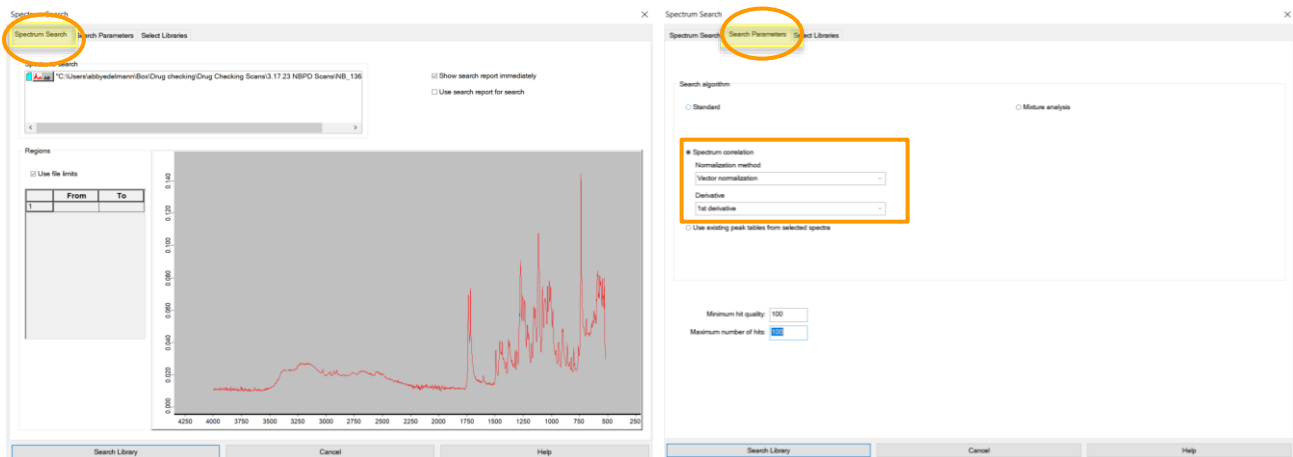 Spectrum Search
Spectrum Search Search Parameters Select Libraries
Spectra to search
"C:\Users\abbyedelmann\Box\Drug checking\Drug Checking Scans\3.17.23 NBPD Scans\NB_136
Show search report immediately
Use search report for search
Regions
Use file limits
From To
1
0.140
0.120
0.100
0.080
0.060
0.040
0.020
0.000
4250 4000 3750 3500 3250 3000 2750 2500 2250 2000 1750 1500 1250 1000 750 500 250
Search Library Cancel Help
Spectrum Search
Spectrum Search Search Parameters Select Libraries
Search algorithm:
Standard
Mixture analysis
Spectrum correlation
Normalization method
Vector normalization
Derivative
1st derivative
Use existing peak tables from selected spectra
Minimum hit quality: 100
Maximum number of hits: 100
Search Library Cancel Help